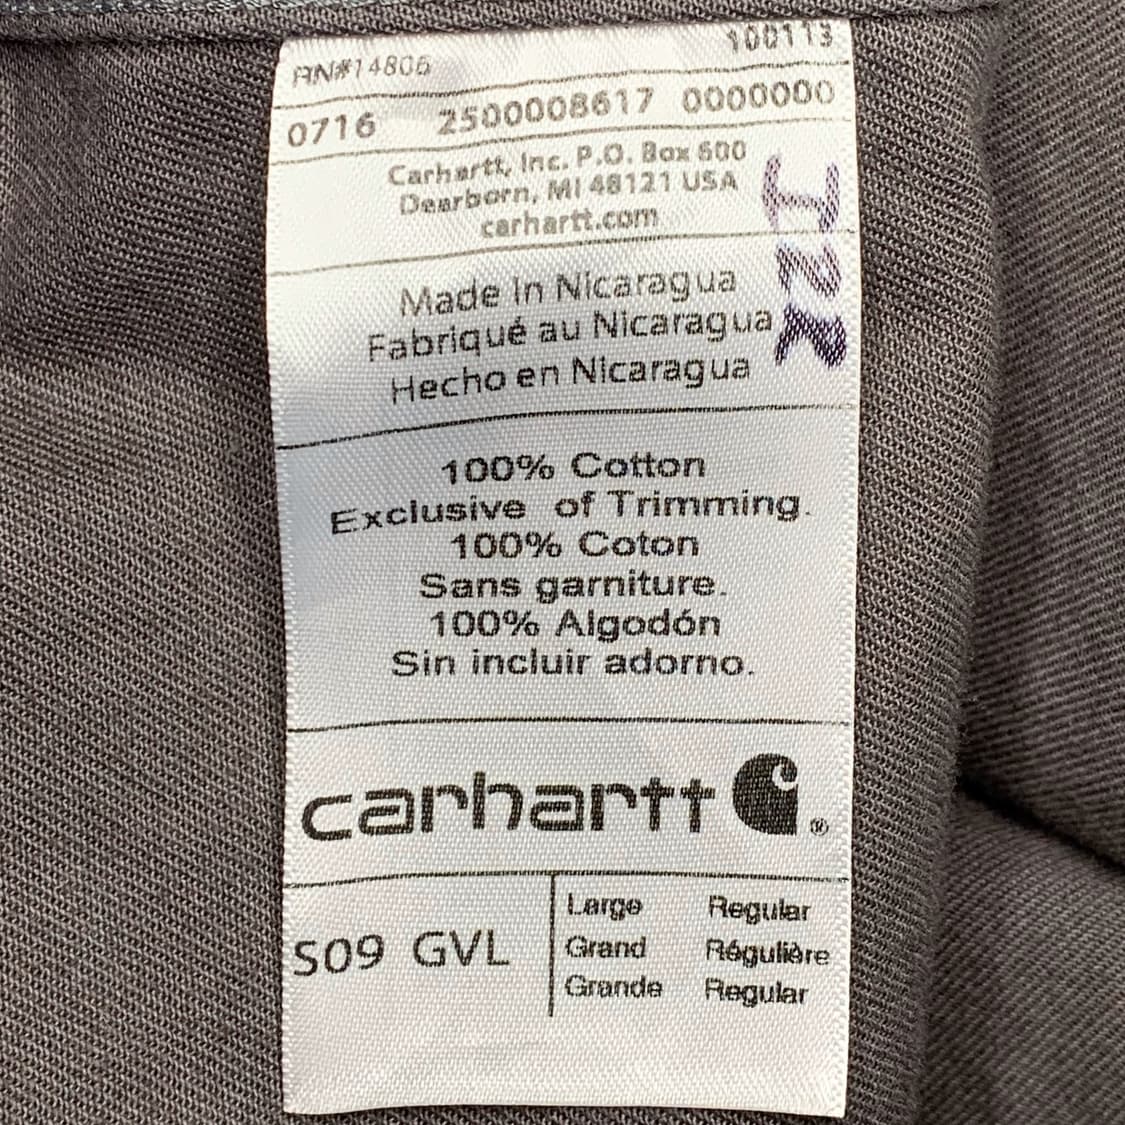 100113
RN#14806
0716 2500008617 0000000
Carhartt, Inc. P.O. Box 600
Dearborn, MI 48121 USA
carhartt.com
Made In Nicaragua
Fabriqué au Nicaragua
Hecho en Nicaragua
100% Cotton
Exclusive of Trimming.
100% Coton
Sans garniture.
100% Algodón
Sin incluir adorno.
carhartt ®
S09 GVL
Large Regular
Grand Régulière
Grande Regular